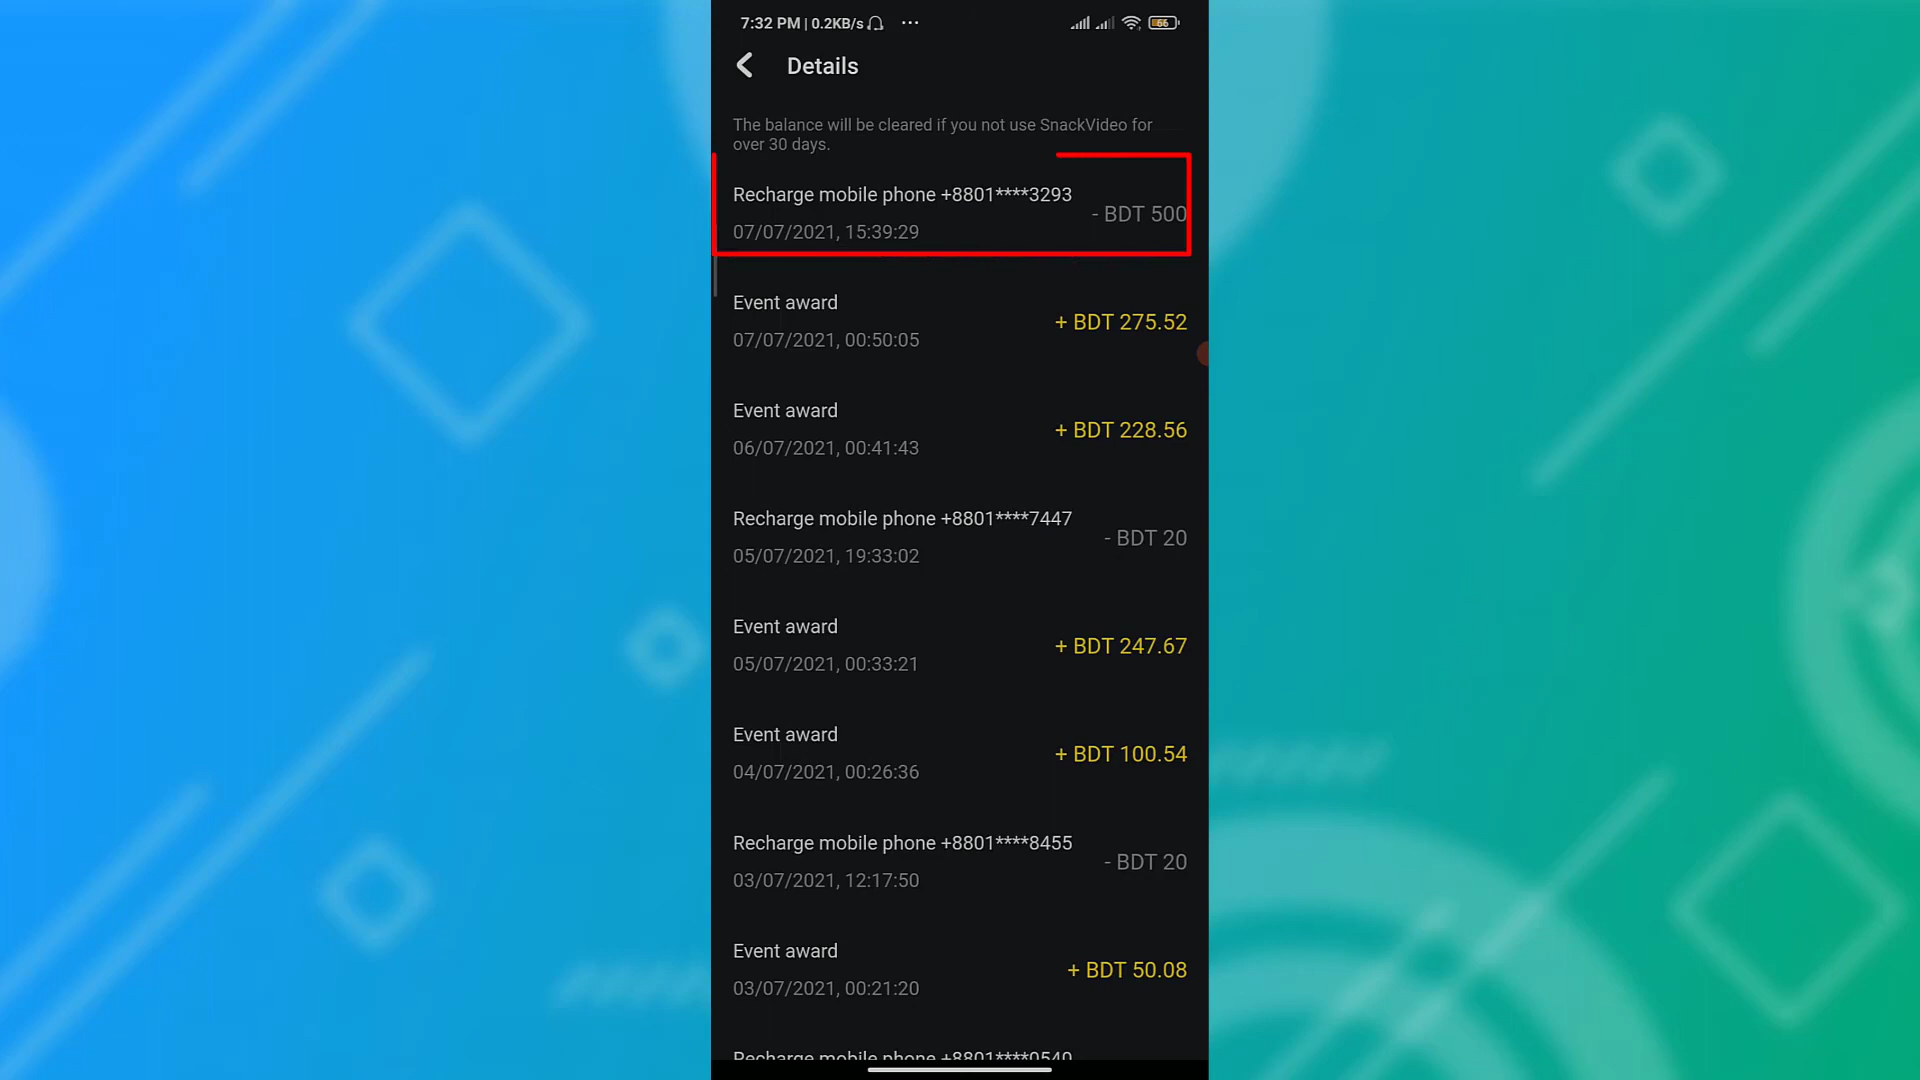 7:32 PM | 0.2KB/s ... 66
Details
The balance will be cleared if you not use SnackVideo for
over 30 days.
Recharge mobile phone +8801****3293
- BDT 500
07/07/2021, 15:39:29
Event award
+ BDT 275.52
07/07/2021, 00:50:05
Event award
+ BDT 228.56
06/07/2021, 00:41:43
Recharge mobile phone +8801****7447
- BDT 20
05/07/2021, 19:33:02
Event award
+ BDT 247.67
05/07/2021, 00:33:21
Event award
+ BDT 100.54
04/07/2021, 00:26:36
Recharge mobile phone +8801****8455
- BDT 20
03/07/2021, 12:17:50
Event award
+ BDT 50.08
03/07/2021, 00:21:20
Recharge mobile phone +8801****0540